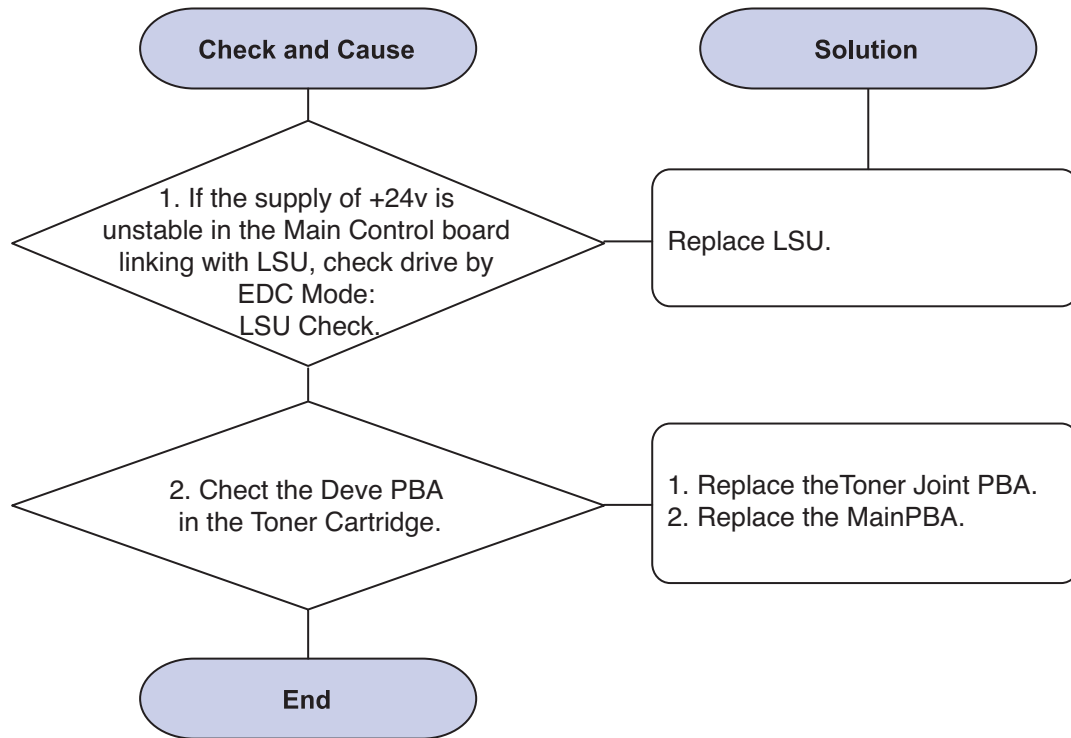 Check and Cause
Solution
1. If the supply of +24v is
unstable in the Main Control board
linking with LSU, check drive by
EDC Mode:
LSU Check.
Replace LSU.
2. Chect the Deve PBA
in the Toner Cartridge.
1. Replace theToner Joint PBA.
2. Replace the MainPBA.
End